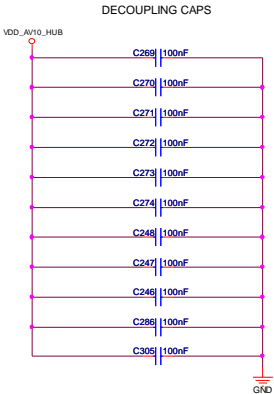 DECOUPLING CAPS
VDD_AV10_HUB
C269 100nF
C270 100nF
C271 100nF
C272 100nF
C273 100nF
C274 100nF
C248 100nF
C247 100nF
C246 100nF
C286 100nF
C305 100nF
GND